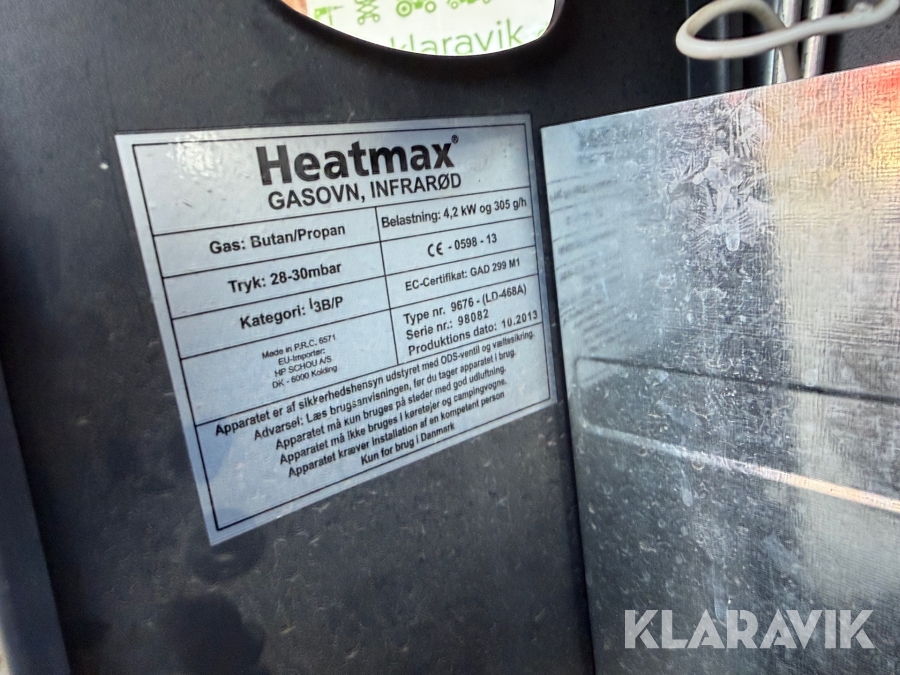 klaravik.
Heatmax®
GASOVN, INFRARØD
Gas: Butan/Propan
Belastning: 4,2 kW og 305 g/h
Tryk: 28-30mbar
CE - 0598 - 13
Kategori: I3B/P
EC-Certifikat: GAD 299 M1
Made in P.R.C. 6571
EU-Importer:
HP SCHOU A/S
DK - 6000 Kolding
Type nr. 9676 - (LD-468A)
Serie nr.: 98082
Produktions dato: 10.2013
Apparatet er af sikkerhedshensyn udstyret med ODS-ventil og væltesikring.
Advarsel: Læs brugsanvisningen, før du tager apparatet i brug.
Apparatet må kun bruges på steder med god udluftning.
Apparatet må ikke bruges i køretøjer og campingvogne.
Apparatet kræver Installation af en kompetent person
Kun for brug i Danmark
KLARAVIK